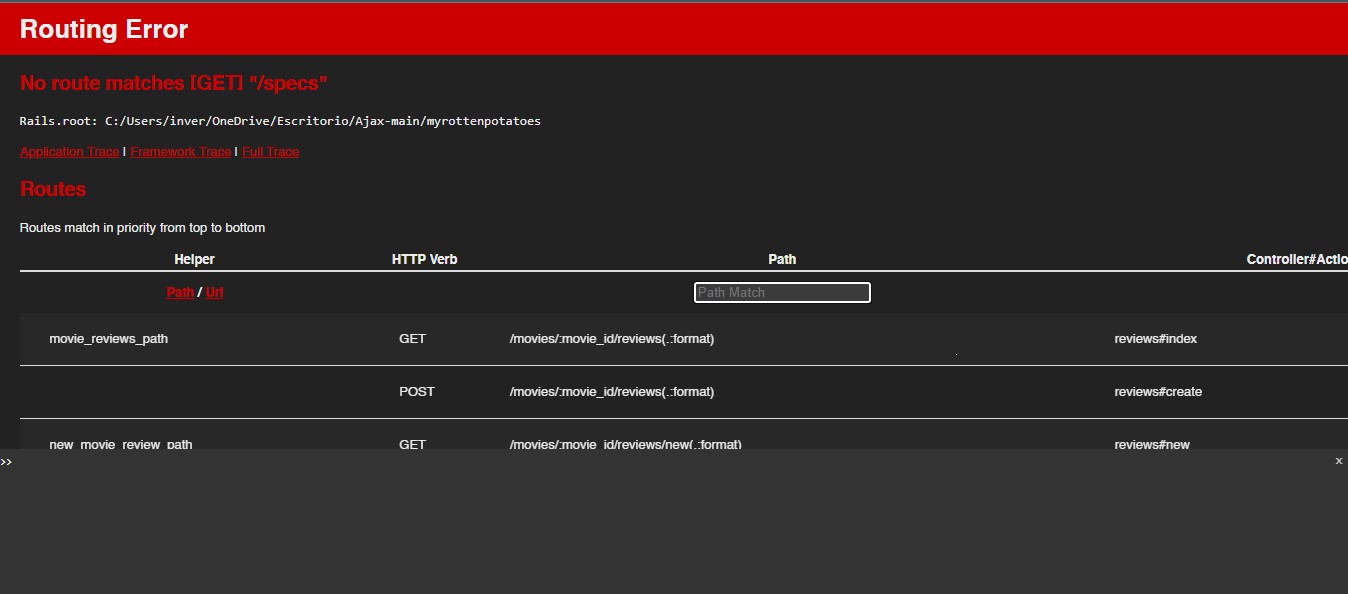 Routing Error
No route matches [GET] "/specs"
Rails.root: C:/Users/inver/OneDrive/Escritorio/Ajax-main/myrottenpotatoes
Application Trace | Framework Trace | Full Trace
Routes
Routes match in priority from top to bottom
Helper HTTP Verb Path Controller#Actio
Path / Url Path Match
movie_reviews_path GET /movies/:movie_id/reviews(.:format) reviews#index
POST /movies/:movie_id/reviews(.:format) reviews#create
new_movie_review_path GET /movies/:movie_id/reviews/new(.:format) reviews#new
>> x